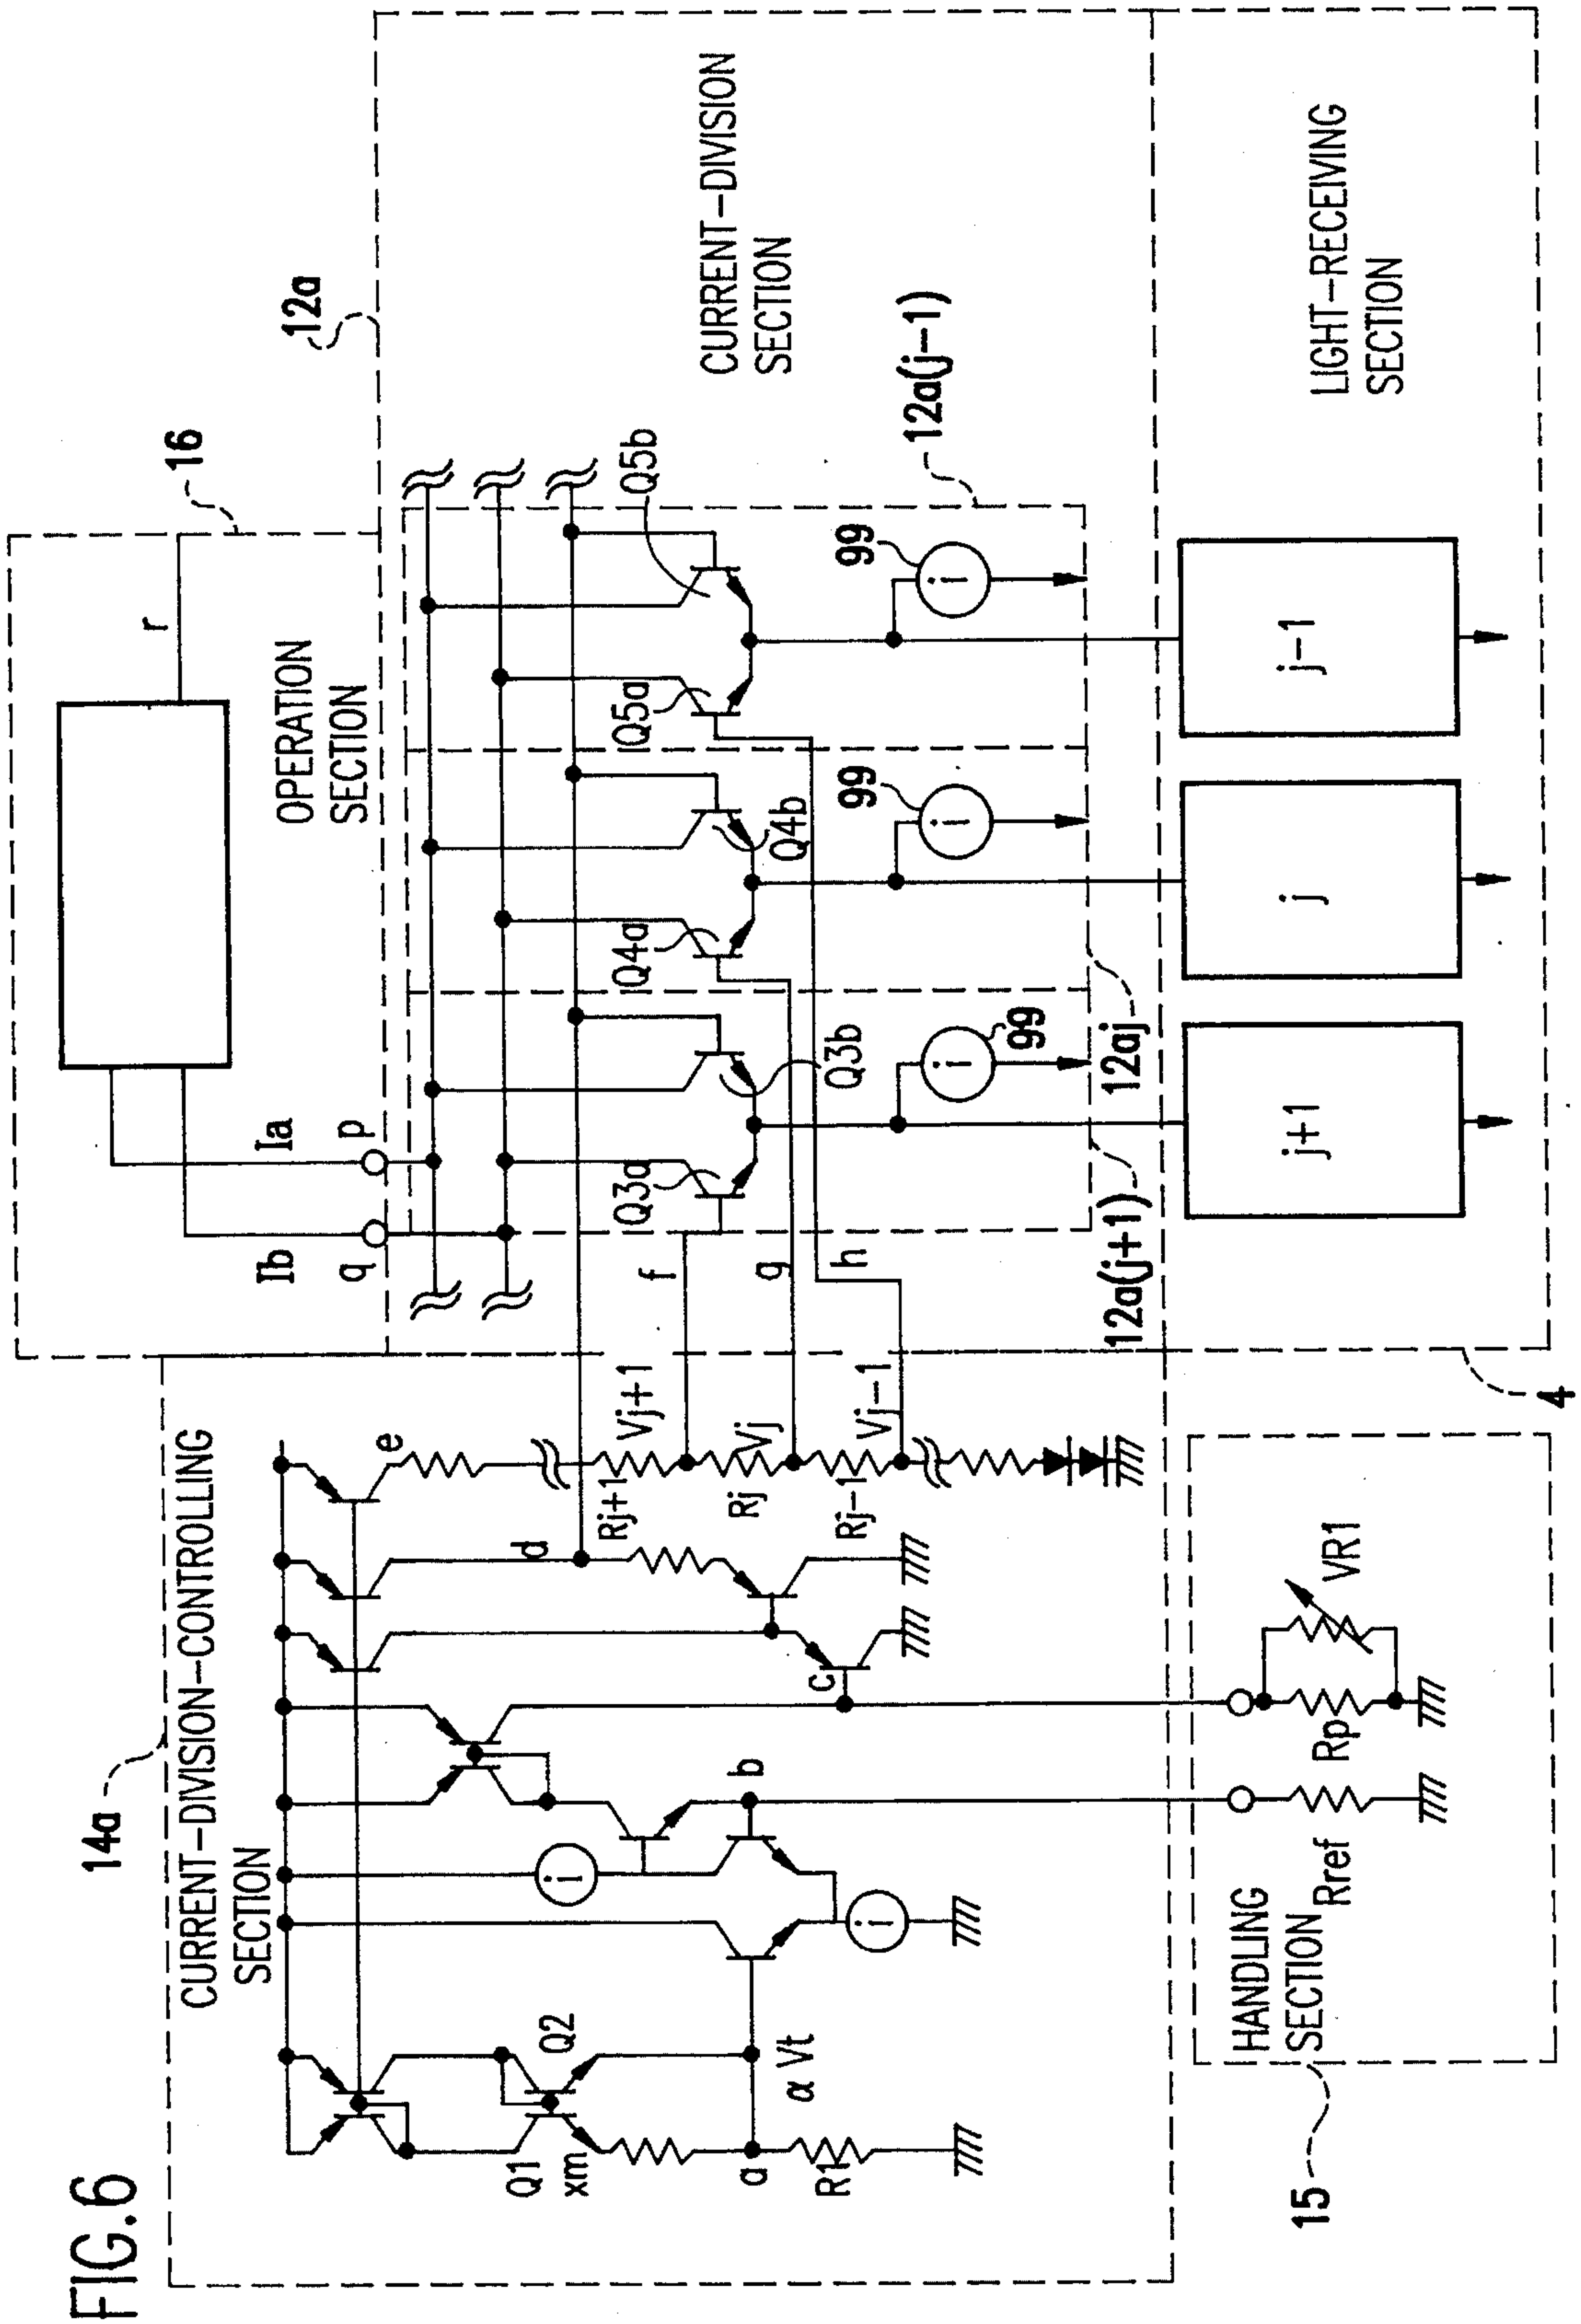 FIG.6
14a
CURRENT-DIVISION-CONTROLLING
SECTION
Q1
xm
Q2
a
α Vt
R1
i
i
b
c
d
e
Rj+1
Vj+1
Rj
Vj
Rj-1
Vj-1
f
g
h
15
HANDLING
SECTION
Rref
Rp
VR1
16
OPERATION
SECTION
r
Ia
p
Ib
q
12a
CURRENT-DIVISION
SECTION
Q3a
Q3b
Q4a
Q4b
Q5a
Q5b
i
99
i
99
i
99
12a(j+1)
12aj
12a(j-1)
LIGHT-RECEIVING
SECTION
j+1
j
j-1
4